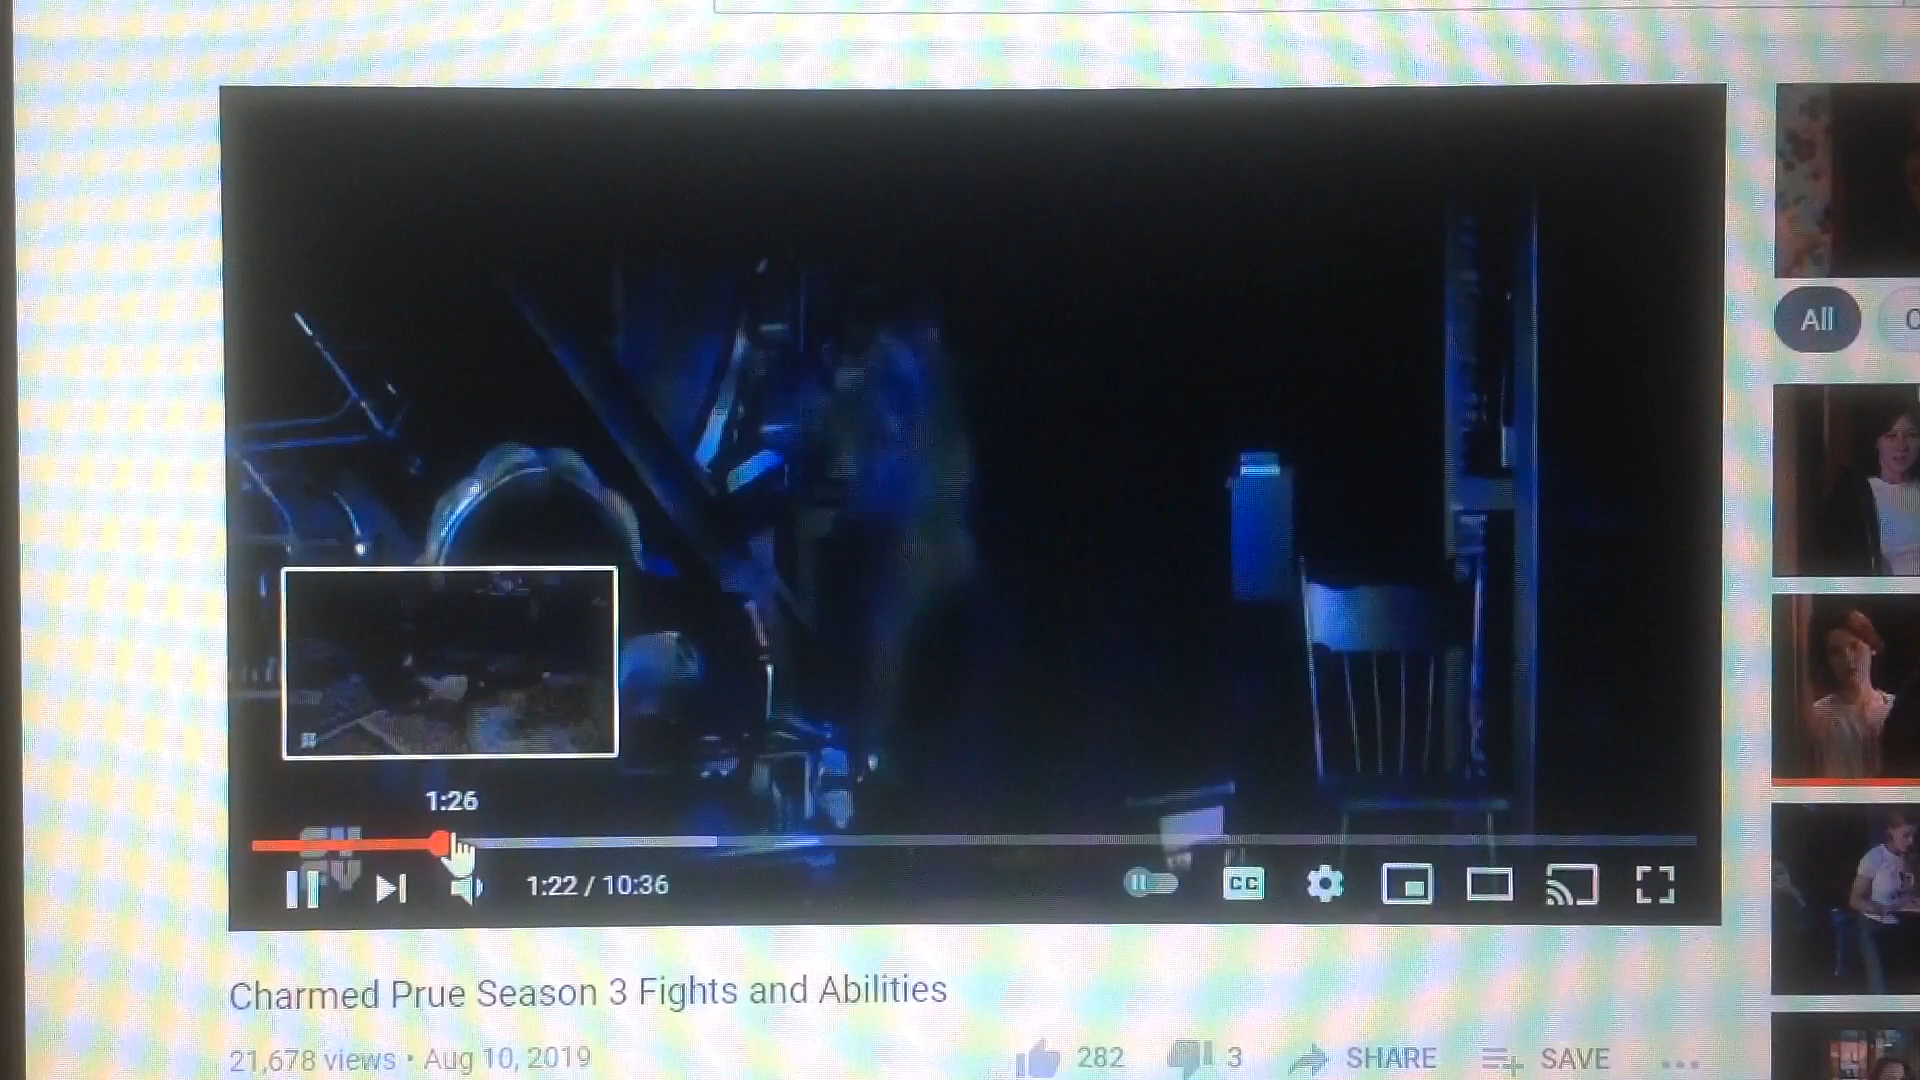 All
1:26
1:22 / 10:36
CC
Charmed Prue Season 3 Fights and Abilities
21,678 views • Aug 10, 2019
282
3
SHARE
SAVE